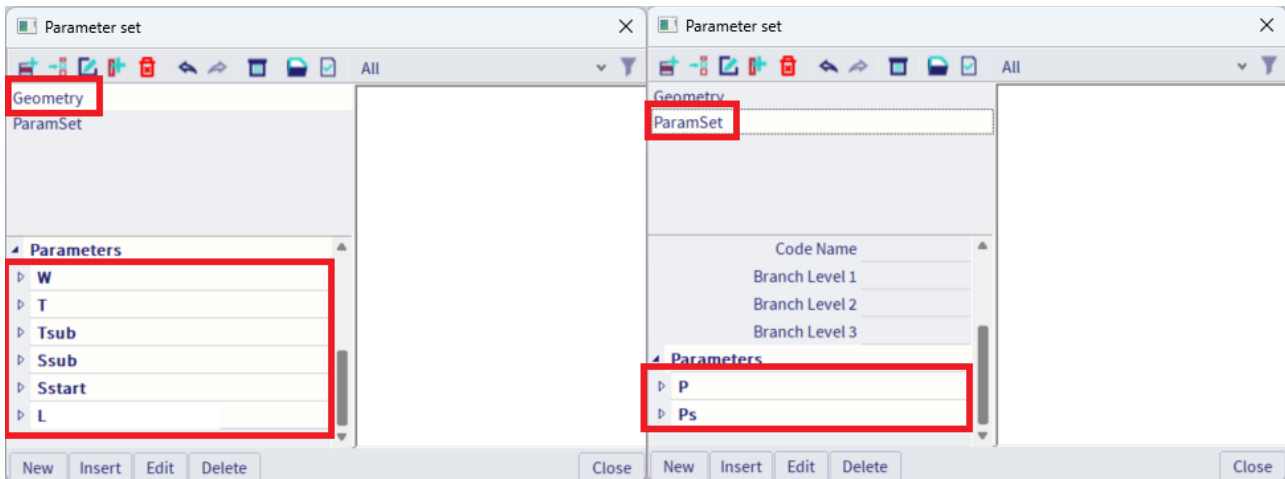 Parameter set
All
Geometry
ParamSet
Parameters
W
T
Tsub
Ssub
Sstart
L
New Insert Edit Delete Close
Parameter set
All
Geometry
ParamSet
Code Name
Branch Level 1
Branch Level 2
Branch Level 3
Parameters
P
Ps
New Insert Edit Delete Close